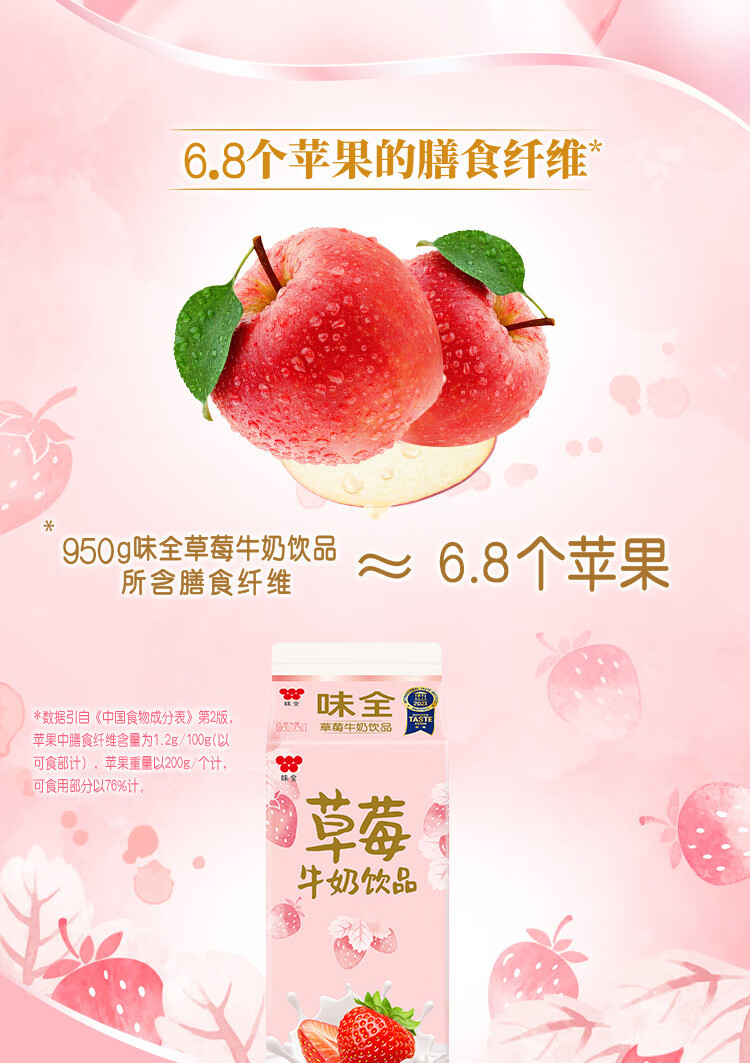 6.8个苹果的膳食纤维*
*
950g味全草莓牛奶饮品
所含膳食纤维
≈ 6.8个苹果
*数据引自《中国食物成分表》第2版，
苹果中膳食纤维含量为1.2g/100g(以
可食部计)，苹果重量以200g/个计，
可食用部分以76%计。
味全
味全
草莓牛奶饮品
2021
TASTE
味全
草莓
牛奶饮品